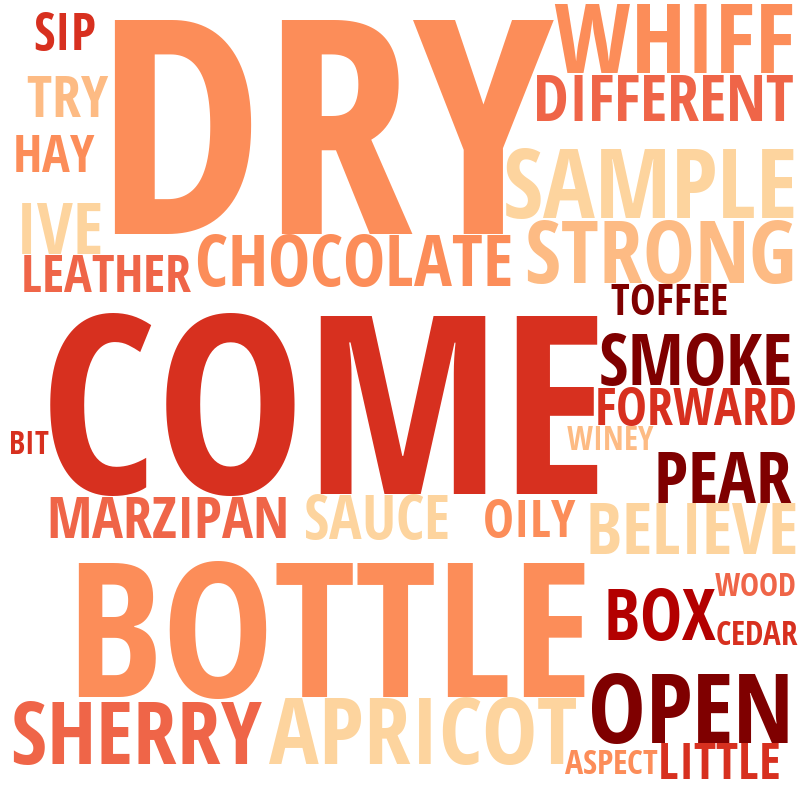 SIP
DRY
WHIFF
TRY
DIFFERENT
HAY
SAMPLE
IVE
STRONG
CHOCOLATE
LEATHER
TOFFEE
COME
SMOKE
FORWARD
BIT
WINEY
PEAR
MARZIPAN
SAUCE
OILY
BELIEVE
BOTTLE
WOOD
BOX
CEDAR
SHERRY
APRICOT
OPEN
ASPECT
LITTLE